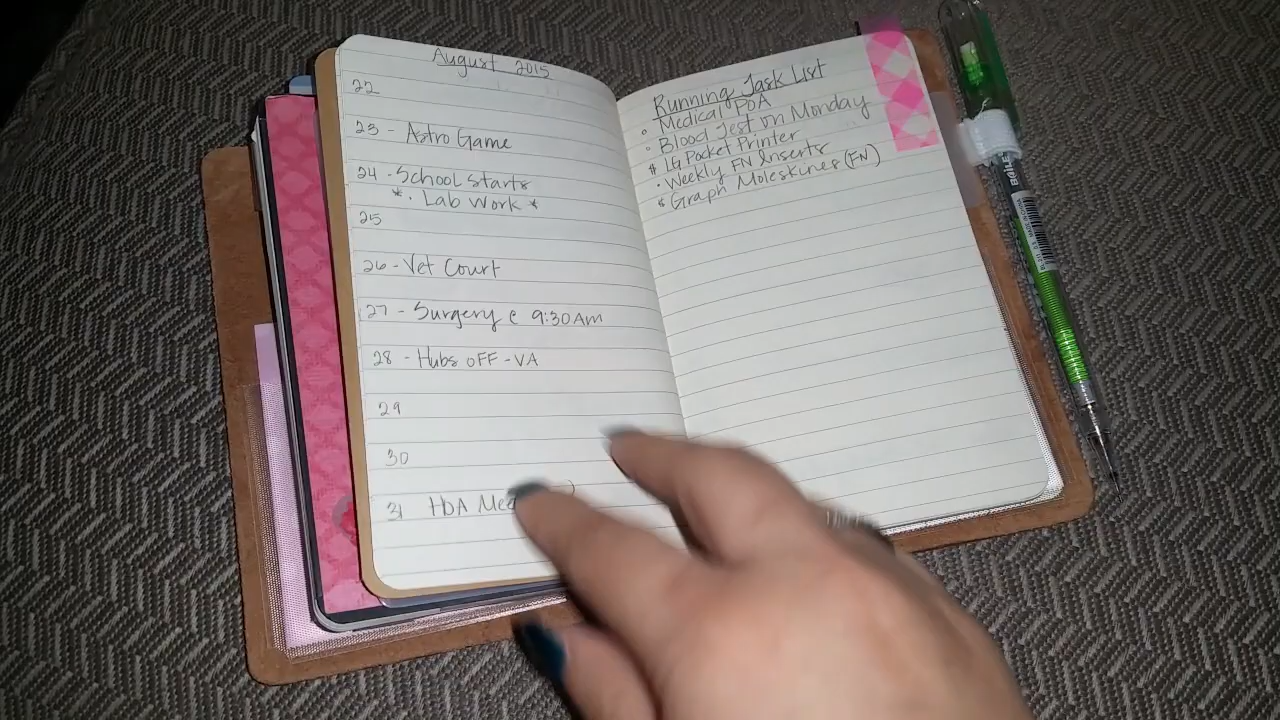 August 2015
22
23 - Astro Game
24 - School starts
*· Lab Work *
25
26 - Vet Court
27 - Surgery @ 9:30AM
28 - Hubs OFF - VA
29
30
31 HOA
Running Task List
• Medical POA
• Blood Test on Monday
$ LG Pocket Printer
• Weekly FN Inserts
$ Graph Moleskines (FN)